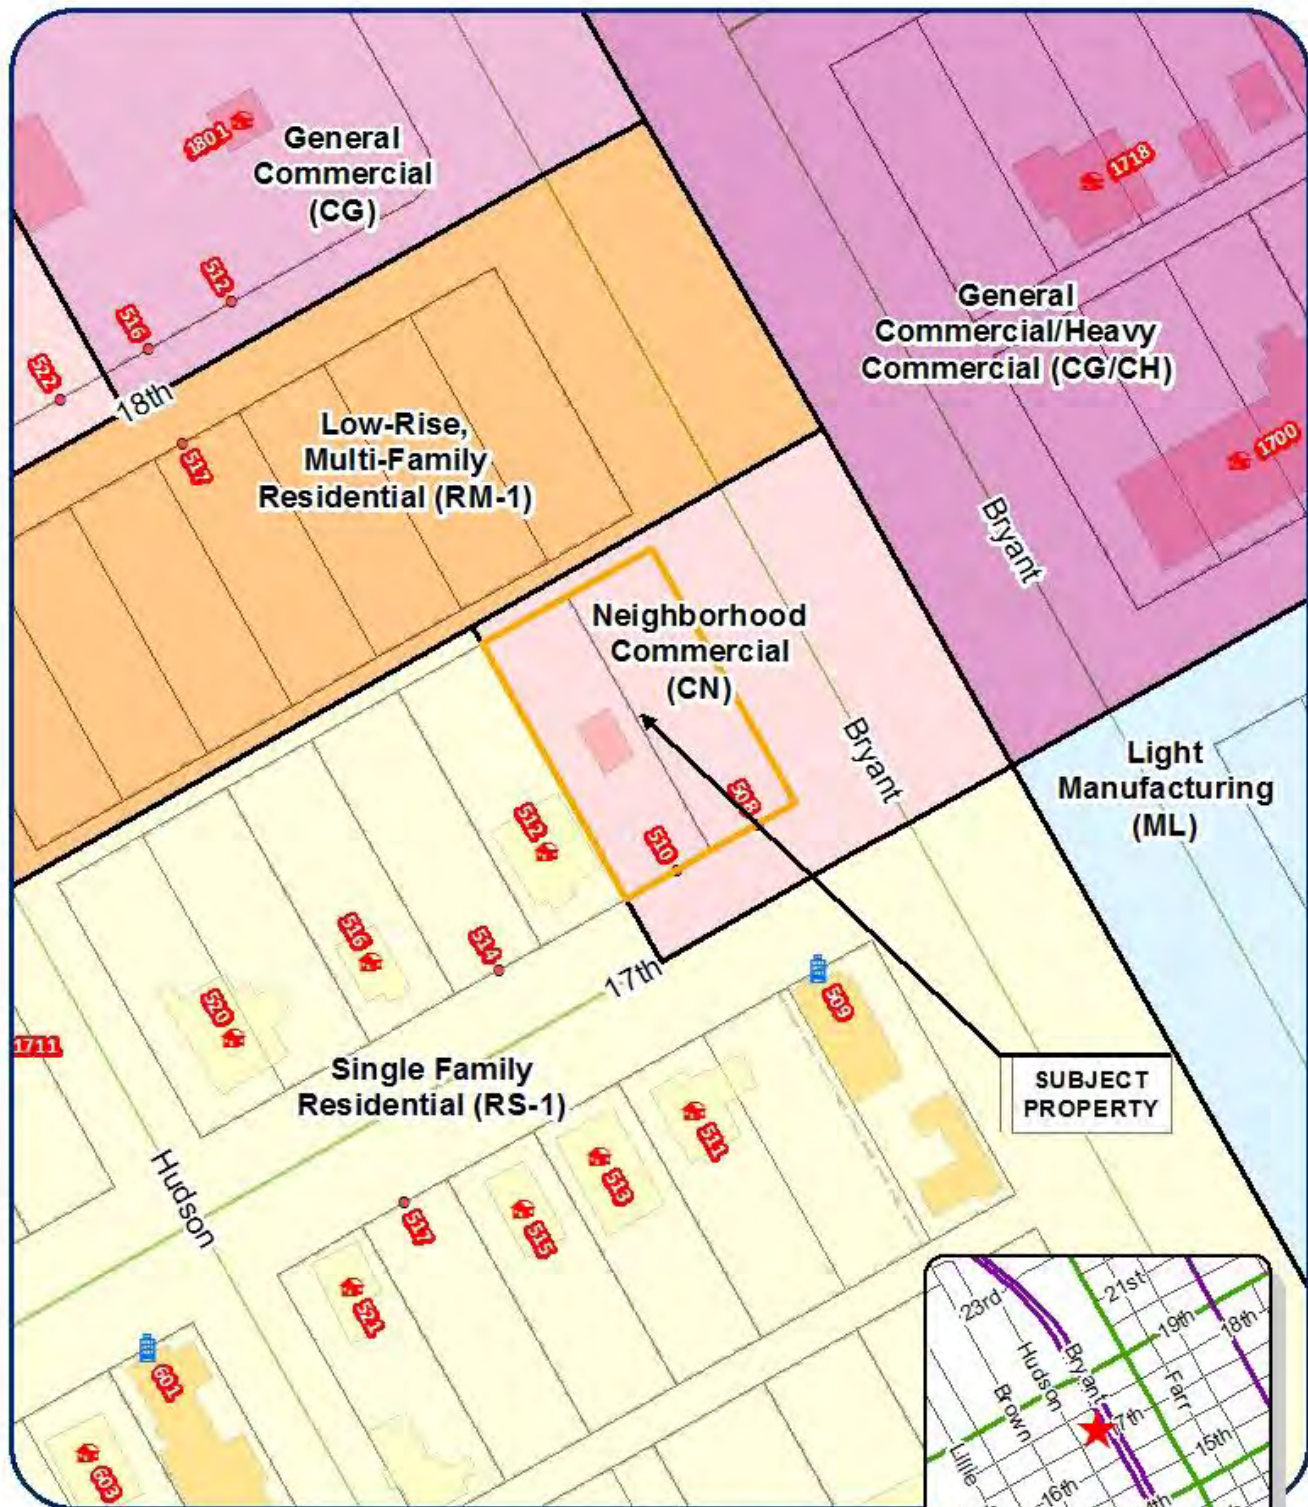 1801
General
Commercial
(CG)
1718
512
516
522
18th
General
Commercial/Heavy
Commercial (CG/CH)
Low-Rise,
Multi-Family
Residential (RM-1)
517
1700
Bryant
Neighborhood
Commercial
(CN)
Bryant
Light
Manufacturing
(ML)
508
510
512
516
514
17th
509
520
1711
Single Family
Residential (RS-1)
SUBJECT
PROPERTY
511
513
515
517
521
Hudson
601
603
23rd
21st
19th
18th
Hudson
Bryant
Farr
Brown
7th
15th
Lillie
16th